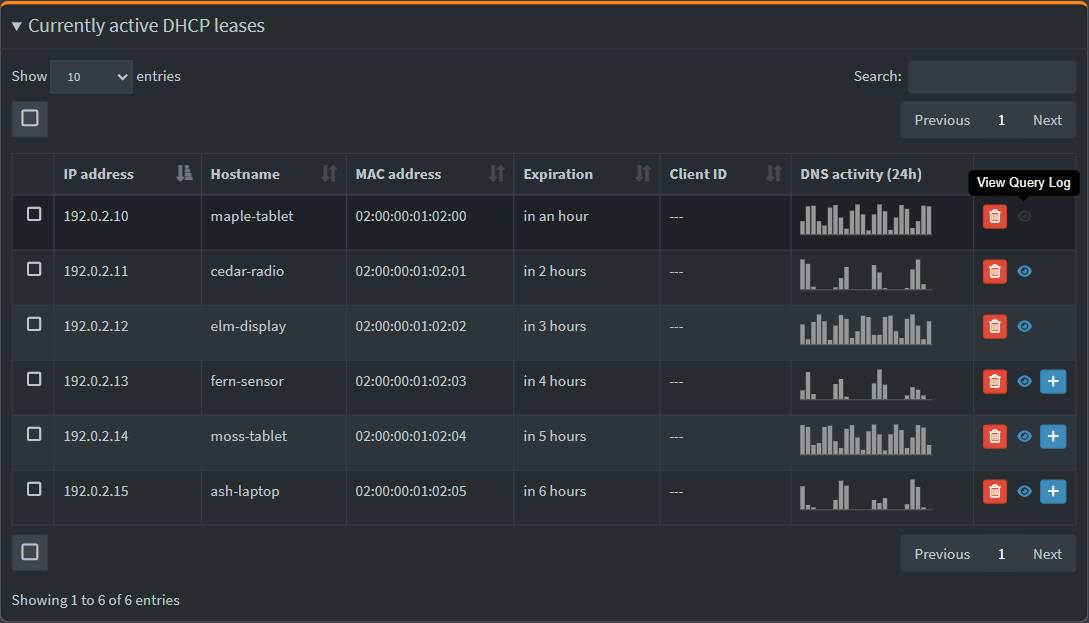 Currently active DHCP leases
Show 10 entries Search:
Previous 1 Next
IP address Hostname MAC address Expiration Client ID DNS activity (24h)
View Query Log
192.0.2.10 maple-tablet 02:00:00:01:02:00 in an hour ---
192.0.2.11 cedar-radio 02:00:00:01:02:01 in 2 hours ---
192.0.2.12 elm-display 02:00:00:01:02:02 in 3 hours ---
192.0.2.13 fern-sensor 02:00:00:01:02:03 in 4 hours --- +
192.0.2.14 moss-tablet 02:00:00:01:02:04 in 5 hours --- +
192.0.2.15 ash-laptop 02:00:00:01:02:05 in 6 hours --- +
Previous 1 Next
Showing 1 to 6 of 6 entries